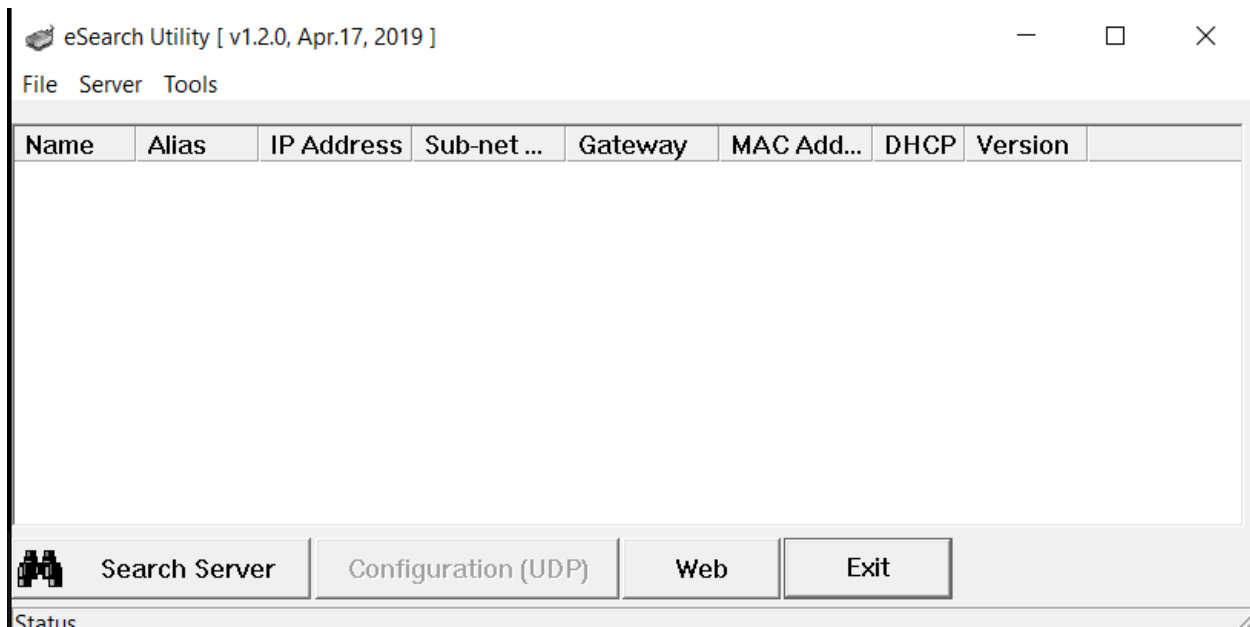 eSearch Utility [ v1.2.0, Apr.17, 2019 ]
File Server Tools
Name Alias IP Address Sub-net ... Gateway MAC Add... DHCP Version
Search Server Configuration (UDP) Web Exit
Status